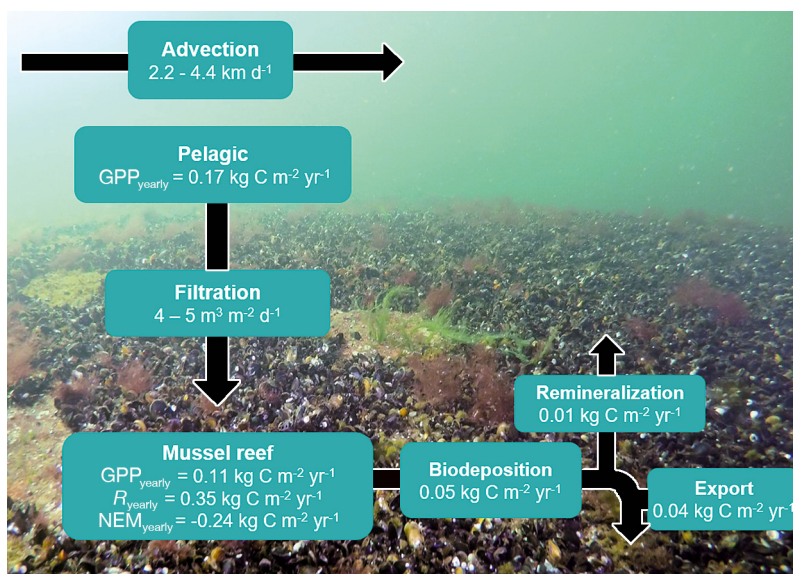 Advection
2.2 - 4.4 km d⁻¹
Pelagic
GPPyearly = 0.17 kg C m⁻² yr⁻¹
Filtration
4 – 5 m³ m⁻² d⁻¹
Remineralization
0.01 kg C m⁻² yr⁻¹
Mussel reef
GPPyearly = 0.11 kg C m⁻² yr⁻¹
Ryearly = 0.35 kg C m⁻² yr⁻¹
NEMyearly = -0.24 kg C m⁻² yr⁻¹
Biodeposition
0.05 kg C m⁻² yr⁻¹
Export
0.04 kg C m⁻² yr⁻¹